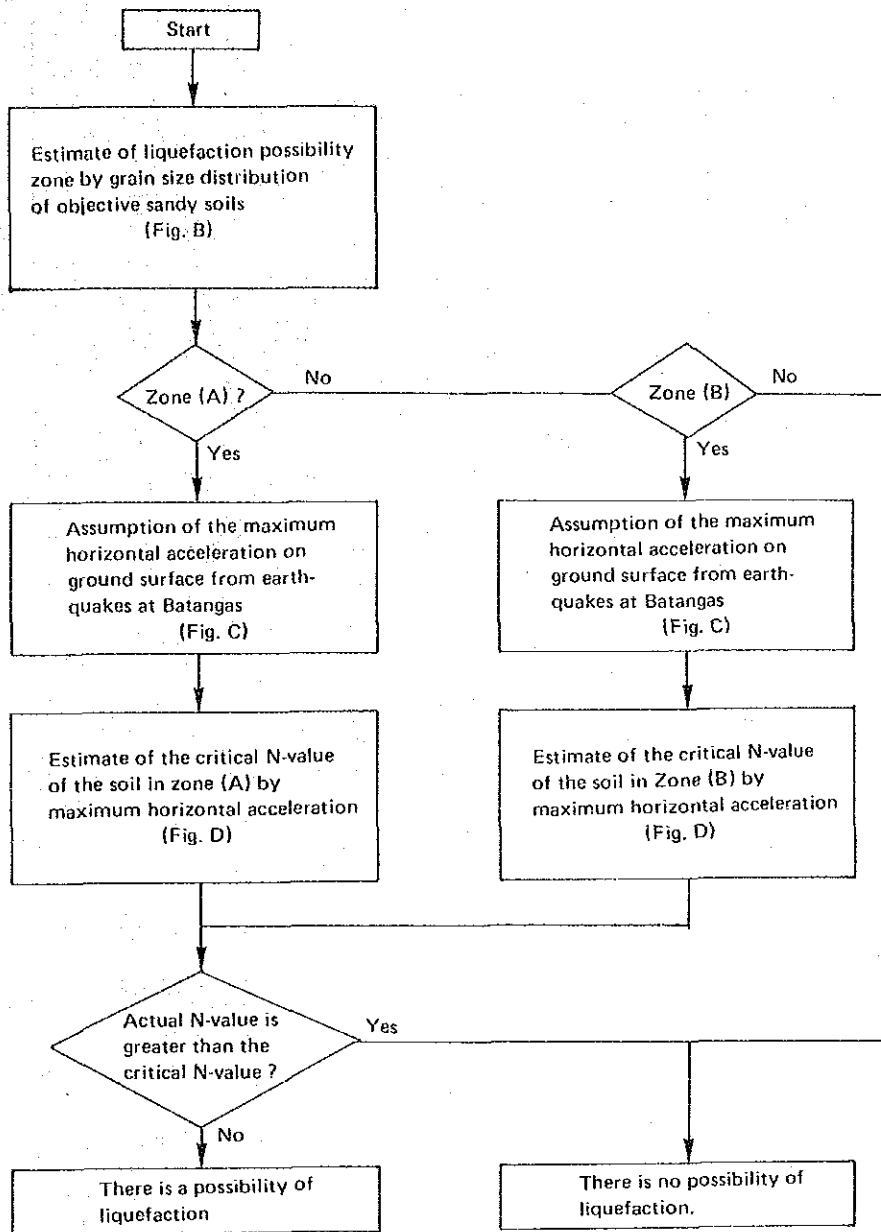 Start
Estimate of liquefaction possibility
zone by grain size distribution
of objective sandy soils
(Fig. B)
Zone (A) ?
No
Yes
Zone (B)
No
Yes
Assumption of the maximum
horizontal acceleration on
ground surface from earth-
quakes at Batangas
(Fig. C)
Assumption of the maximum
horizontal acceleration on
ground surface from earth-
quakes at Batangas
(Fig. C)
Estimate of the critical N-value
of the soil in zone (A) by
maximum horizontal acceleration
(Fig. D)
Estimate of the critical N-value
of the soil in Zone (B) by
maximum horizontal acceleration
(Fig. D)
Actual N-value is
greater than the
critical N-value ?
Yes
No
There is a possibility of
liquefaction
There is no possibility of
liquefaction.